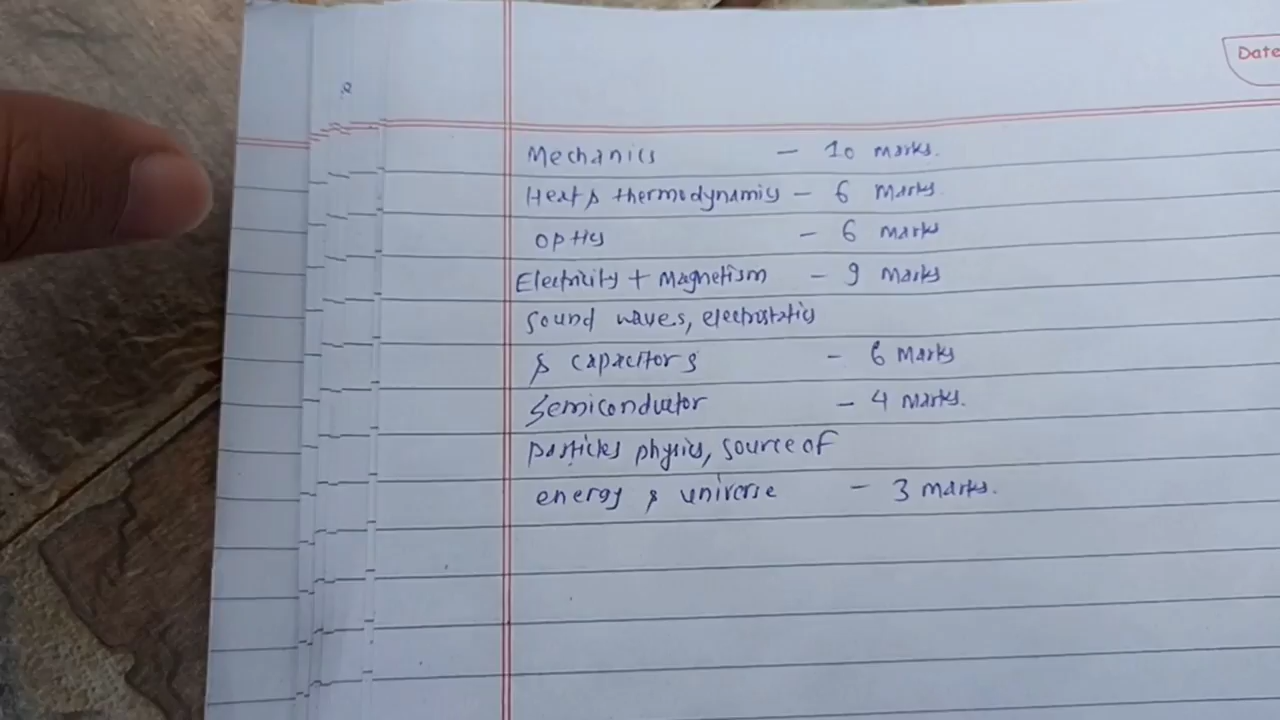 Date
Mechanics - 10 marks.
Heat & thermodynamics - 6 marks.
Optics - 6 marks
Electricity + magnetism - 9 marks
Sound waves, electrostatics
& capacitors - 6 marks
Semiconductor - 4 marks.
Particles physics, source of
energy & universe - 3 marks.